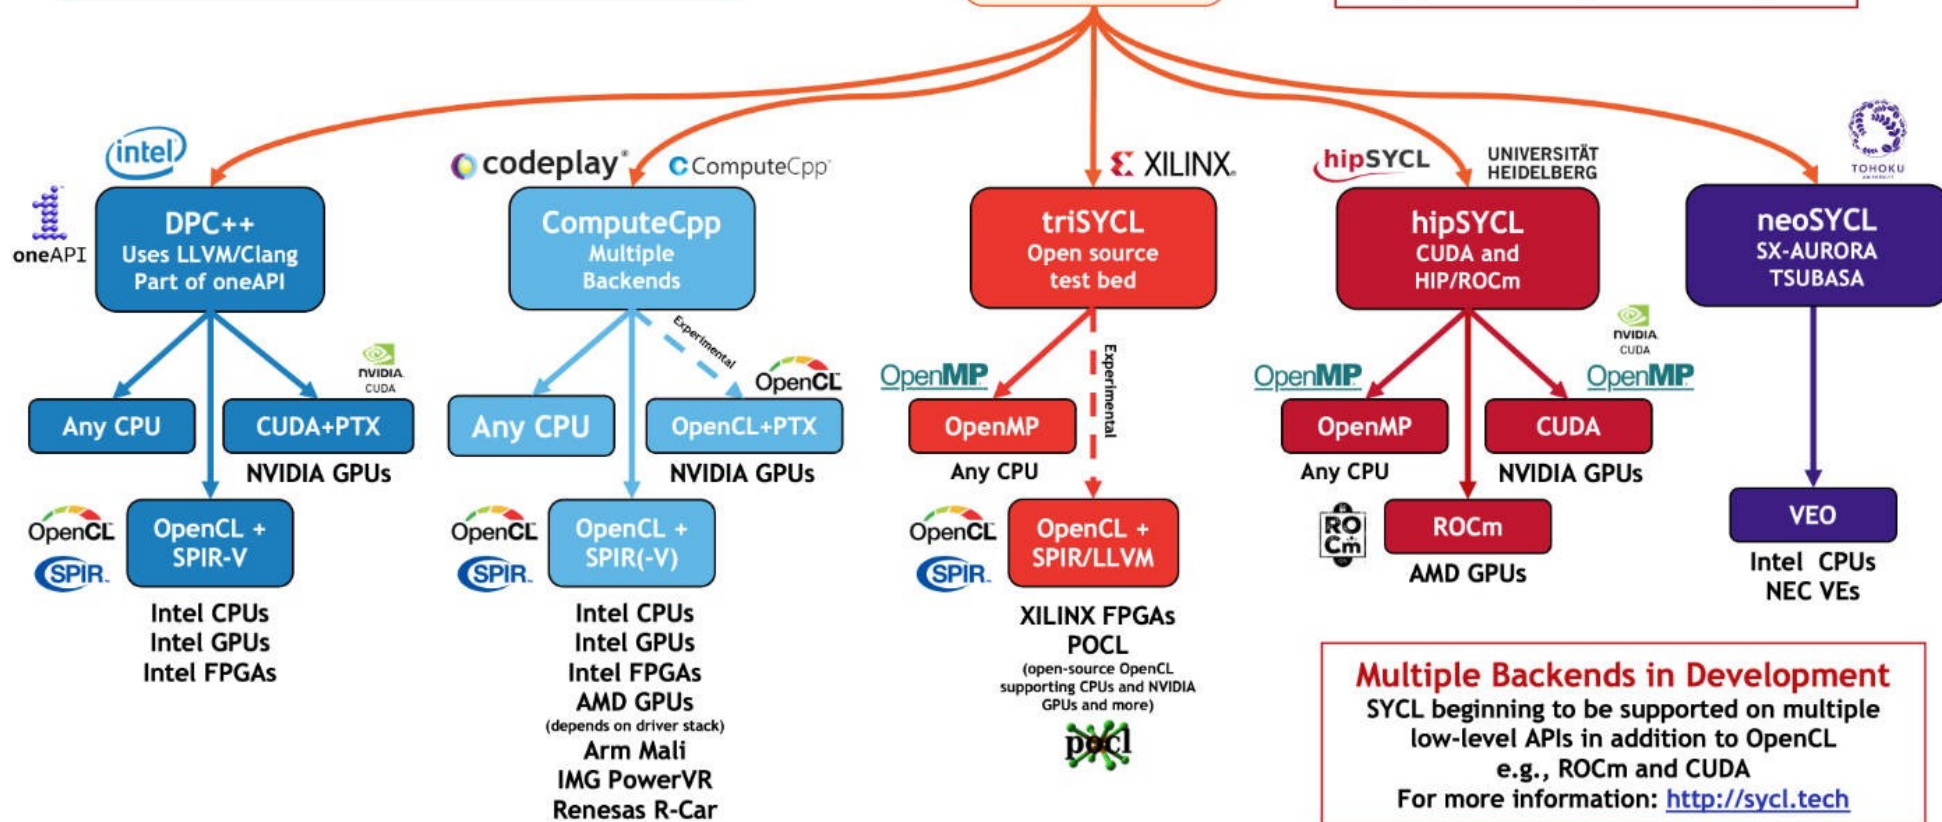 intel
oneAPI
DPC++
Uses LLVM/Clang
Part of oneAPI
NVIDIA
CUDA
Any CPU
CUDA+PTX
NVIDIA GPUs
OpenCL
SPIR
OpenCL +
SPIR-V
Intel CPUs
Intel GPUs
Intel FPGAs
codeplay
ComputeCpp
ComputeCpp
Multiple
Backends
Experimental
OpenCL
Any CPU
OpenCL+PTX
NVIDIA GPUs
OpenCL
SPIR
OpenCL +
SPIR(-V)
Intel CPUs
Intel GPUs
Intel FPGAs
AMD GPUs
(depends on driver stack)
Arm Mali
IMG PowerVR
Renesas R-Car
XILINX
triSYCL
Open source
test bed
OpenMP
Experimental
OpenMP
Any CPU
OpenCL
SPIR
OpenCL +
SPIR/LLVM
XILINX FPGAs
POCL
(open-source OpenCL
supporting CPUs and NVIDIA
GPUs and more)
pocl
hipSYCL
UNIVERSITÄT
HEIDELBERG
hipSYCL
CUDA and
HIP/ROCm
NVIDIA
CUDA
OpenMP
OpenMP
OpenMP
CUDA
Any CPU
NVIDIA GPUs
ROCm
ROCm
AMD GPUs
TOHOKU
UNIVERSITY
neoSYCL
SX-AURORA
TSUBASA
VEO
Intel CPUs
NEC VEs
Multiple Backends in Development
SYCL beginning to be supported on multiple
low-level APIs in addition to OpenCL
e.g., ROCm and CUDA
For more information: http://sycl.tech